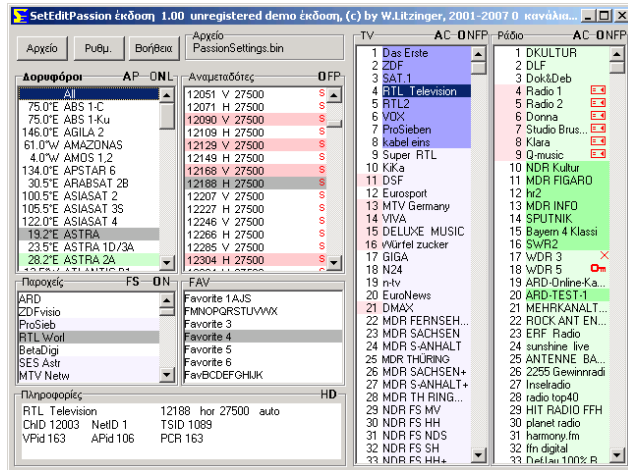 SetEditPassion έκδοση 1.00 unregistered demo έκδοση, (c) by W.Litzinger, 2001-2007 0 κανάλια...
Αρχείο
Ρυθμ.
Βοήθεια
Αρχείο
PassionSettings.bin
Δορυφόροι AP ONL
All
75.0°E ABS 1-C
75.0°E ABS 1-Ku
146.0°E AGILA 2
61.0°W AMAZONAS
4.0°W AMOS 1,2
134.0°E APSTAR 6
30.5°E ARABSAT 2B
100.5°E ASIASAT 2
105.5°E ASIASAT 3S
122.0°E ASIASAT 4
19.2°E ASTRA
23.5°E ASTRA 1D/3A
28.2°E ASTRA 2A
Αναμεταδότες OFP
12051 V 27500 S
12071 H 27500 S
12090 V 27500 S
12109 H 27500 S
12129 V 27500 S
12149 H 27500 S
12168 V 27500 S
12188 H 27500 S
12207 V 27500 S
12227 H 27500 S
12246 V 27500 S
12266 H 27500 S
12285 V 27500 S
12304 H 27500 S
Παροχείς FS ON
ARD
ZDFvisio
ProSieb
RTL Worl
BetaDigi
SES Astr
MTV Netw
FAV
Favorite 1AJS
FMNOPQRSTUVWX
Favorite 3
Favorite 4
Favorite 5
Favorite 6
FavBCDEFGHIJK
Πληροφορίες HD
RTL Television 12188 hor 27500 auto
ChID 12003 NetID 1 TSID 1089
VPid 163 APid 106 PCR 163
TV AC ONFP
1 Das Erste
2 ZDF
3 SAT.1
4 RTL Television
5 RTL2
6 VOX
7 ProSieben
8 kabel eins
9 Super RTL
10 KiKa
11 DSF
12 Eurosport
13 MTV Germany
14 VIVA
15 DELUXE MUSIC
16 Würfel zucker
17 GIGA
18 N24
19 n-tv
20 EuroNews
21 DMAX
22 MDR FERNSEH...
23 MDR SACHSEN
24 MDR S-ANHALT
25 MDR THÜRING
26 MDR SACHSEN+
27 MDR S-ANHALT+
28 MDR TH RING...
29 NDR FS MV
30 NDR FS HH
31 NDR FS NDS
32 NDR FS SH
33 NDR FS HH+
Ράδιο AC ONFP
1 DKULTUR
2 DLF
3 Dok&Deb
4 Radio 1
5 Radio 2
6 Donna
7 Studio Brus...
8 Klara
9 Q-music
10 NDR Kultur
11 MDR FIGARO
12 hr2
13 MDR INFO
14 SPUTNIK
15 Bayern 4 Klassi
16 SWR2
17 WDR 3
18 WDR 5
19 ARD-Online-Ka...
20 ARD-TEST-1
21 MEHRKANALT...
22 ROCK ANT EN...
23 ERF Radio
24 sunshine live
25 ANTENNE BA...
26 2255 Gewinnradi
27 Inselradio
28 radio top40
29 HIT RADIO FFH
30 planet radio
31 harmony.fm
32 ffn digital
33 DefJay 100% R